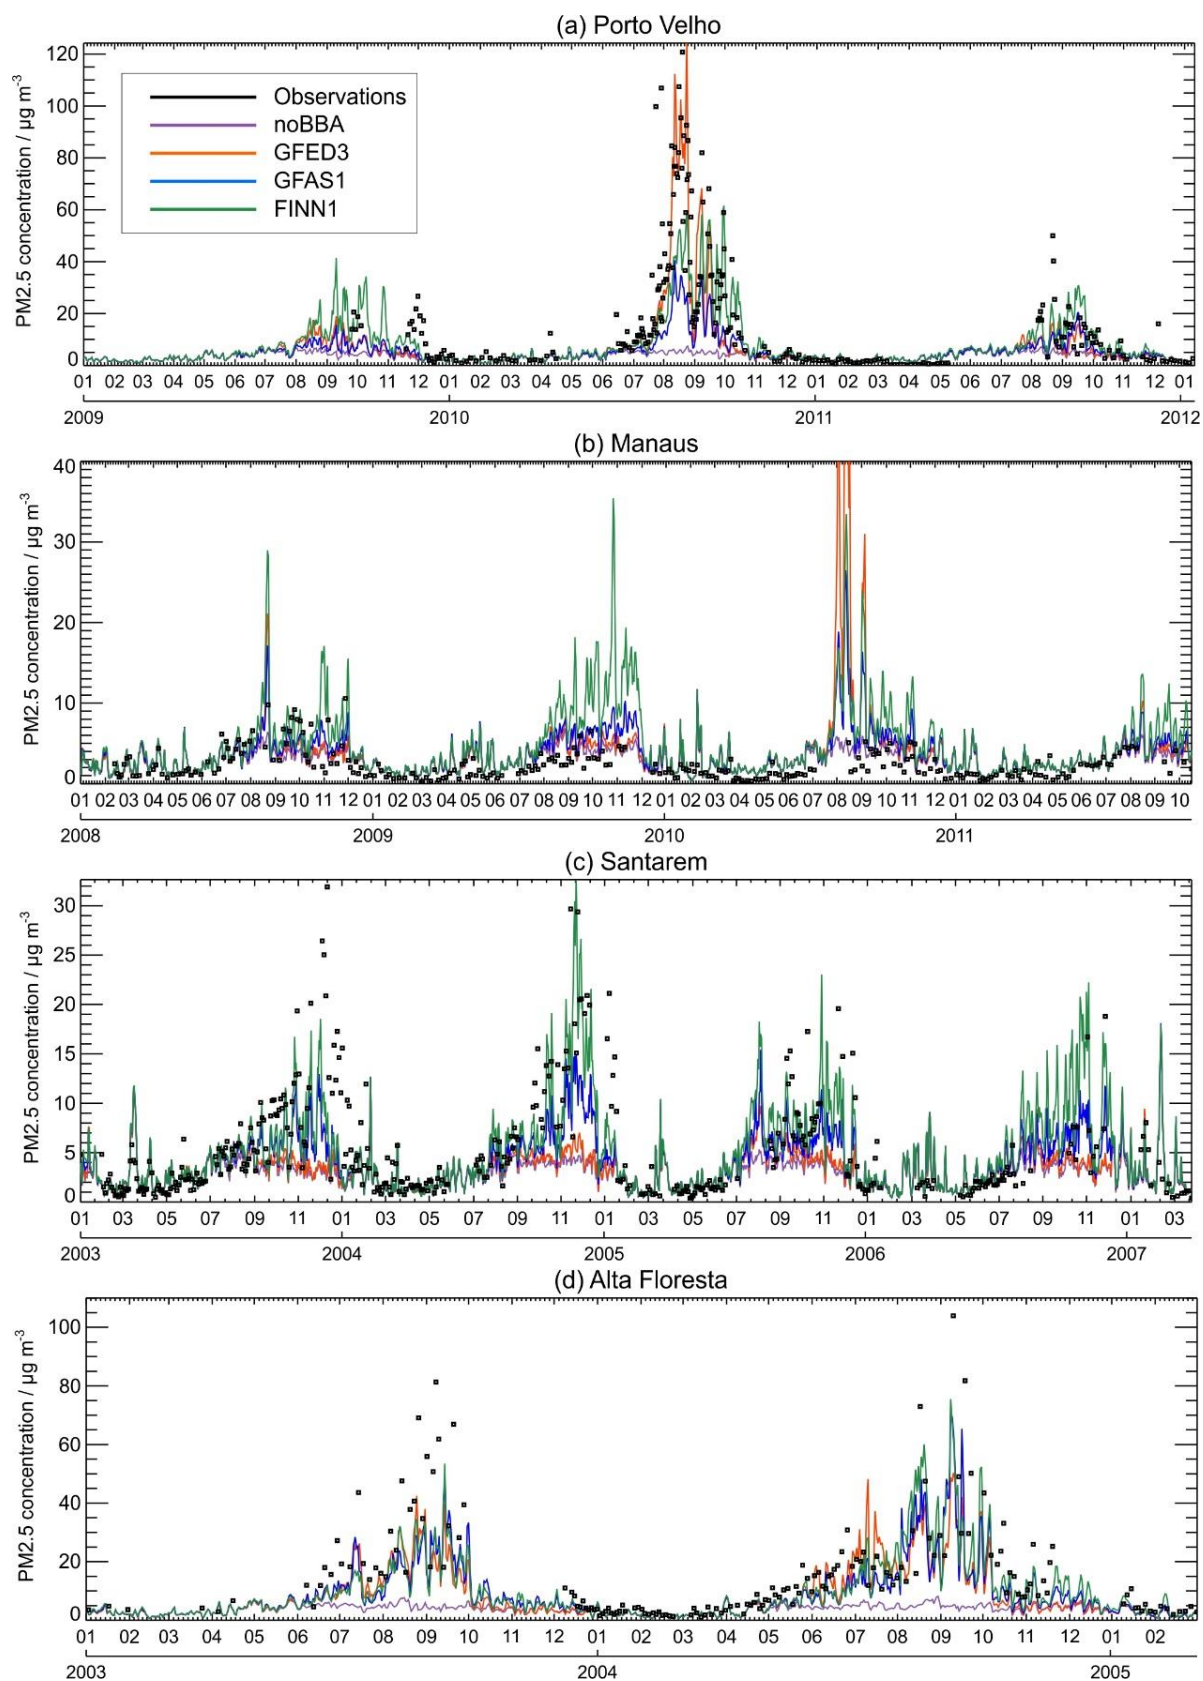 (a) Porto Velho
PM2.5 concentration / µg m⁻³
120
100
80
60
40
20
0
Observations
noBBA
GFED3
GFAS1
FINN1
01 02 03 04 05 06 07 08 09 10 11 12 01 02 03 04 05 06 07 08 09 10 11 12 01 02 03 04 05 06 07 08 09 10 11 12 01
2009 2010 2011 2012
(b) Manaus
PM2.5 concentration / µg m⁻³
40
30
20
10
0
01 02 03 04 05 06 07 08 09 10 11 12 01 02 03 04 05 06 07 08 09 10 11 12 01 02 03 04 05 06 07 08 09 10 11 12 01 02 03 04 05 06 07 08 09 10
2008 2009 2010 2011
(c) Santarem
PM2.5 concentration / µg m⁻³
30
25
20
15
10
5
0
01 03 05 07 09 11 01 03 05 07 09 11 01 03 05 07 09 11 01 03 05 07 09 11 01 03
2003 2004 2005 2006 2007
(d) Alta Floresta
PM2.5 concentration / µg m⁻³
100
80
60
40
20
0
01 02 03 04 05 06 07 08 09 10 11 12 01 02 03 04 05 06 07 08 09 10 11 12 01 02
2003 2004 2005